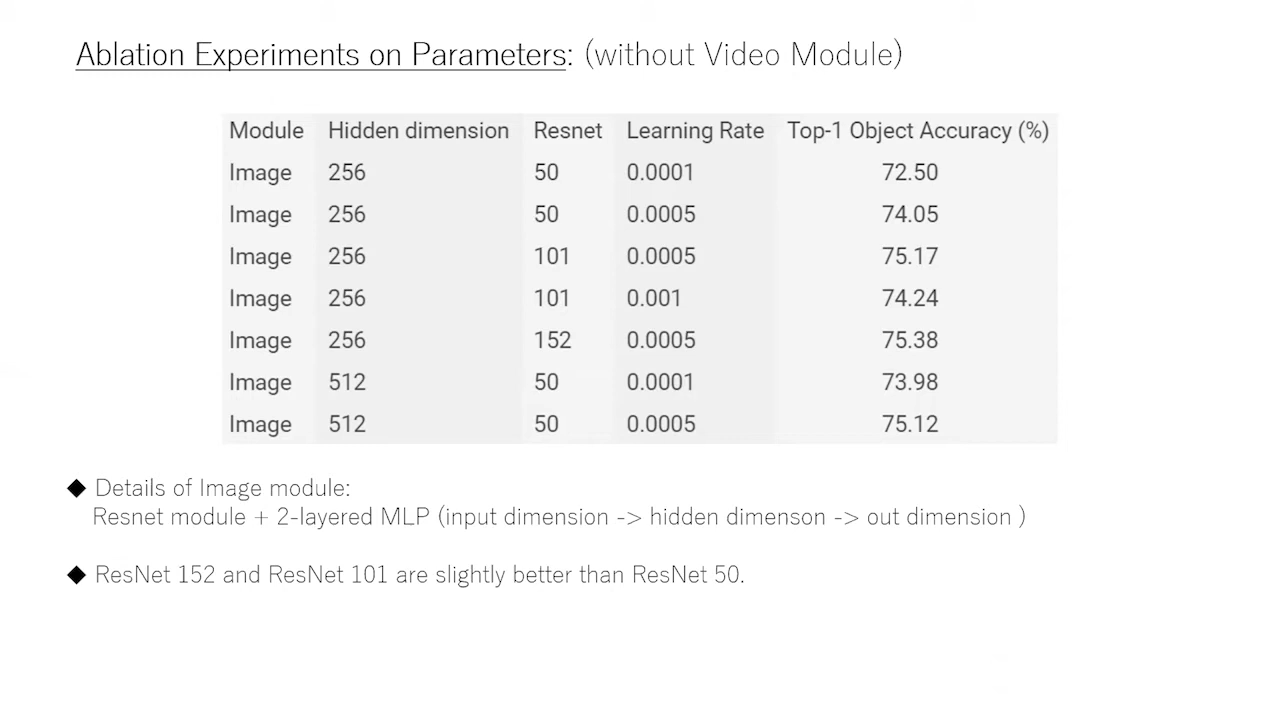 Ablation Experiments on Parameters: (without Video Module)
Module Hidden dimension Resnet Learning Rate Top-1 Object Accuracy (%)
Image 256 50 0.0001 72.50
Image 256 50 0.0005 74.05
Image 256 101 0.0005 75.17
Image 256 101 0.001 74.24
Image 256 152 0.0005 75.38
Image 512 50 0.0001 73.98
Image 512 50 0.0005 75.12
◆ Details of Image module:
Resnet module + 2-layered MLP (input dimension -> hidden dimenson -> out dimension )
◆ ResNet 152 and ResNet 101 are slightly better than ResNet 50.